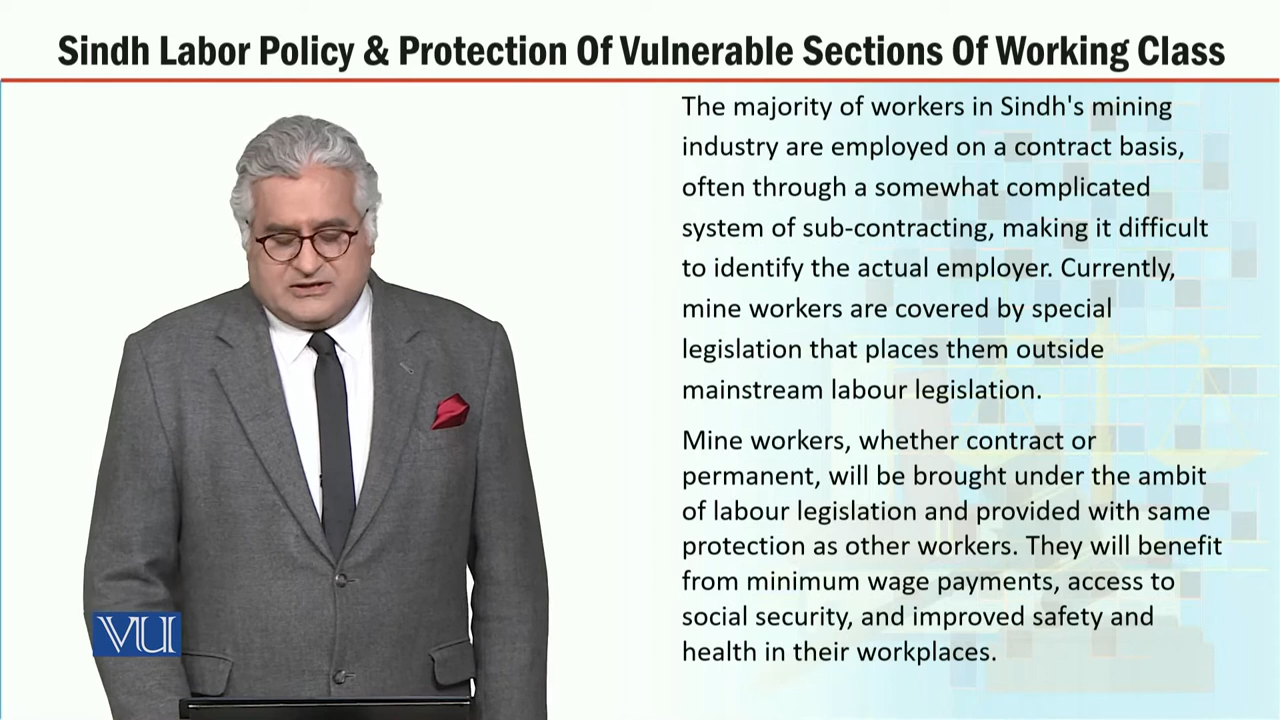 Sindh Labor Policy & Protection Of Vulnerable Sections Of Working Class
The majority of workers in Sindh's mining
industry are employed on a contract basis,
often through a somewhat complicated
system of sub-contracting, making it difficult
to identify the actual employer. Currently,
mine workers are covered by special
legislation that places them outside
mainstream labour legislation.
Mine workers, whether contract or
permanent, will be brought under the ambit
of labour legislation and provided with same
protection as other workers. They will benefit
from minimum wage payments, access to
social security, and improved safety and
health in their workplaces.
VU